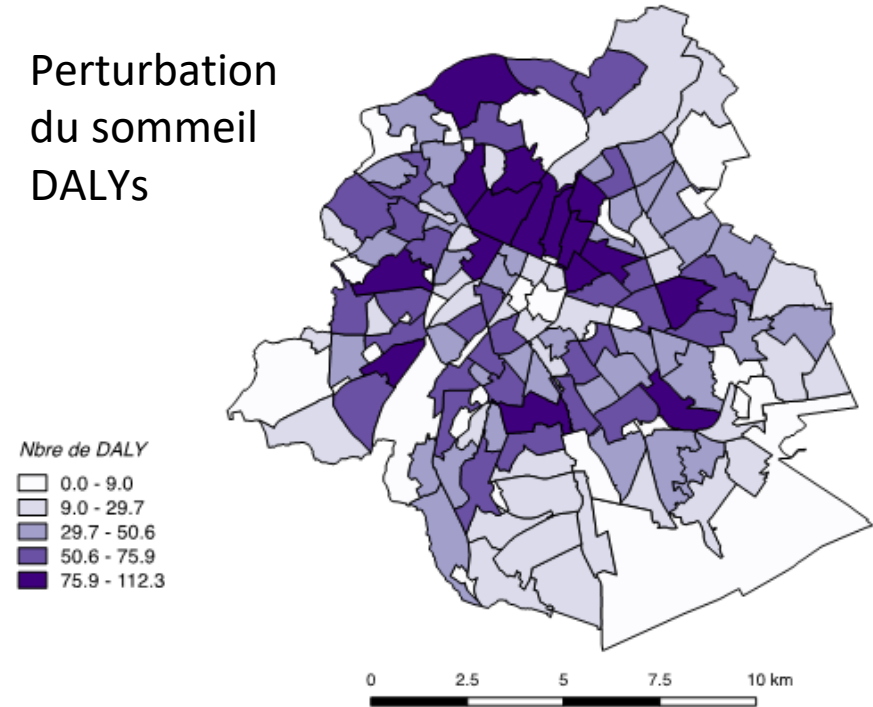 Perturbation
du sommeil
DALYs
Nbre de DALY
0.0 - 9.0
9.0 - 29.7
29.7 - 50.6
50.6 - 75.9
75.9 - 112.3
0 2.5 5 7.5 10 km